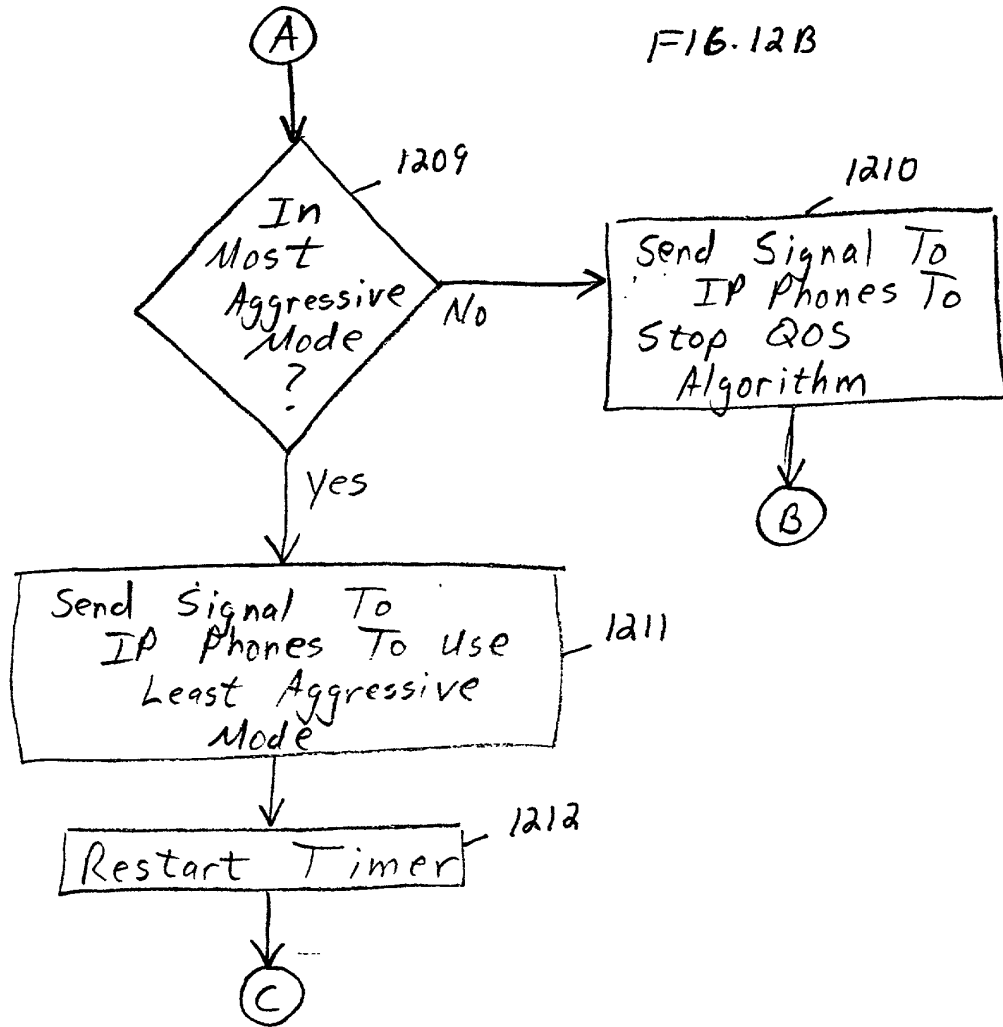 A
FIG. 12B
1209
In
Most
Aggressive
Mode
?
No
1210
Send Signal To
IP Phones To
Stop QOS
Algorithm
B
Yes
Send Signal To
IP Phones To Use
Least Aggressive
Mode
1211
Restart Timer
1212
C